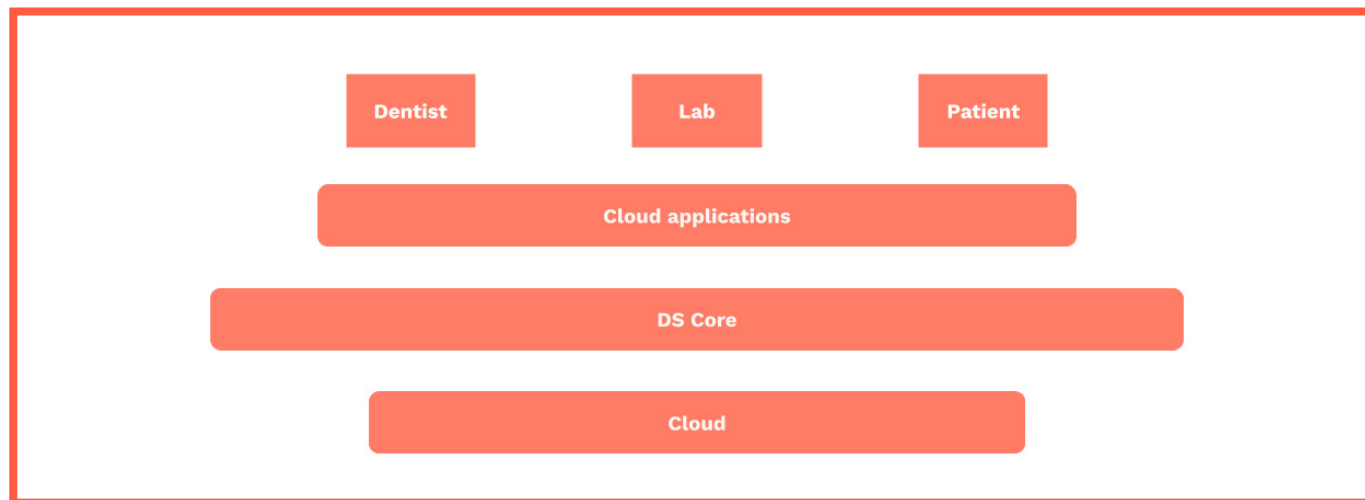 Dentist
Lab
Patient
Cloud applications
DS Core
Cloud